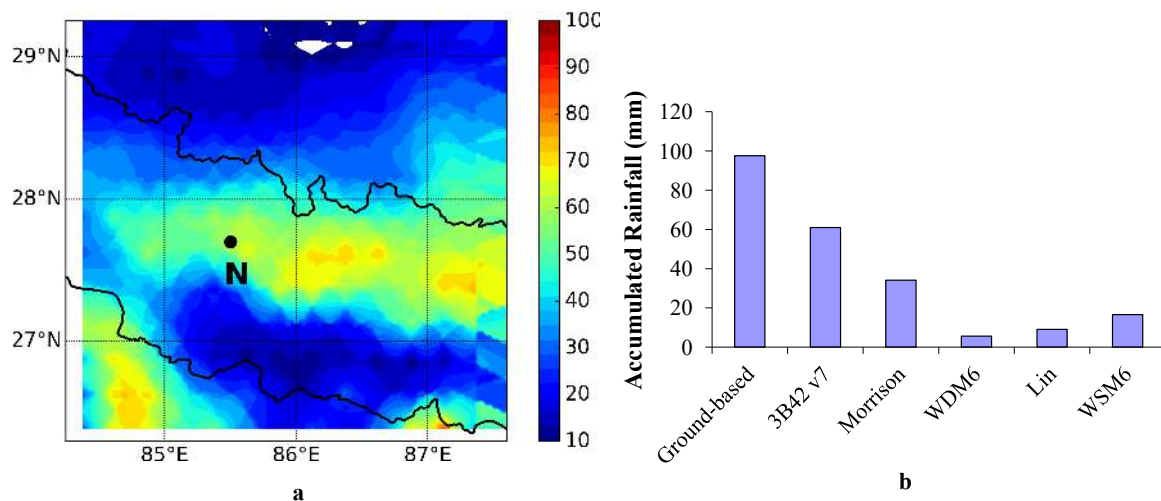 29°N
28°N
27°N
85°E
86°E
87°E
N
100
90
80
70
60
50
40
30
20
10
a
Accumulated Rainfall (mm)
120
100
80
60
40
20
0
Ground-based
3B42 v7
Morrison
WDM6
Lin
WSM6
b